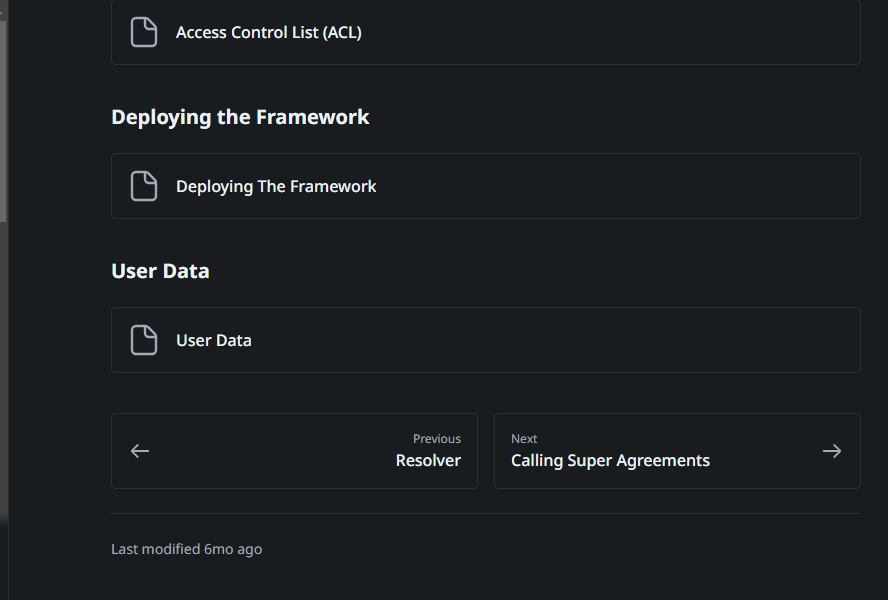 Access Control List (ACL)
Deploying the Framework
Deploying The Framework
User Data
User Data
Previous
Resolver
Next
Calling Super Agreements
Last modified 6mo ago